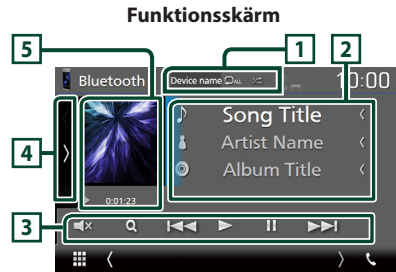 Funktionsskärm
5 1 2
Bluetooth Device name ALL 10:00
Song Title
Artist Name
4
Album Title
0:01:23
3